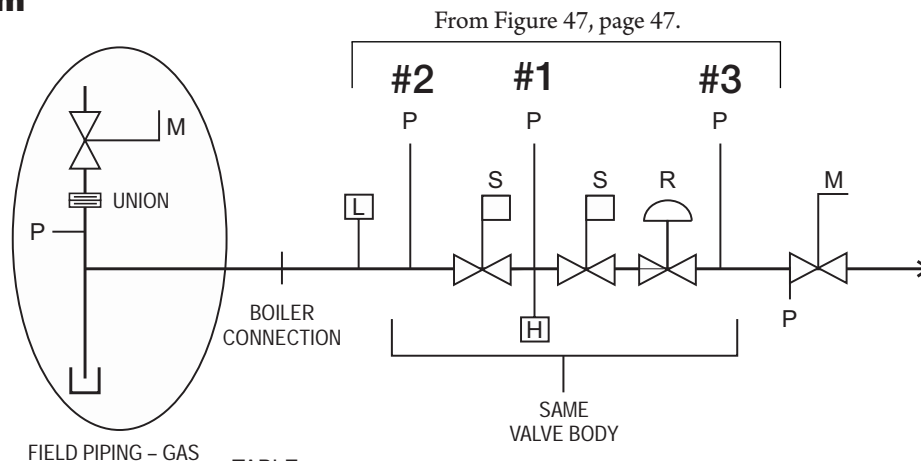 From Figure 47, page 47.
#2 #1 #3
P P P
M
S S R M
UNION
L
P
BOILER
CONNECTION
H
P
SAME
VALVE BODY
FIELD PIPING – GAS